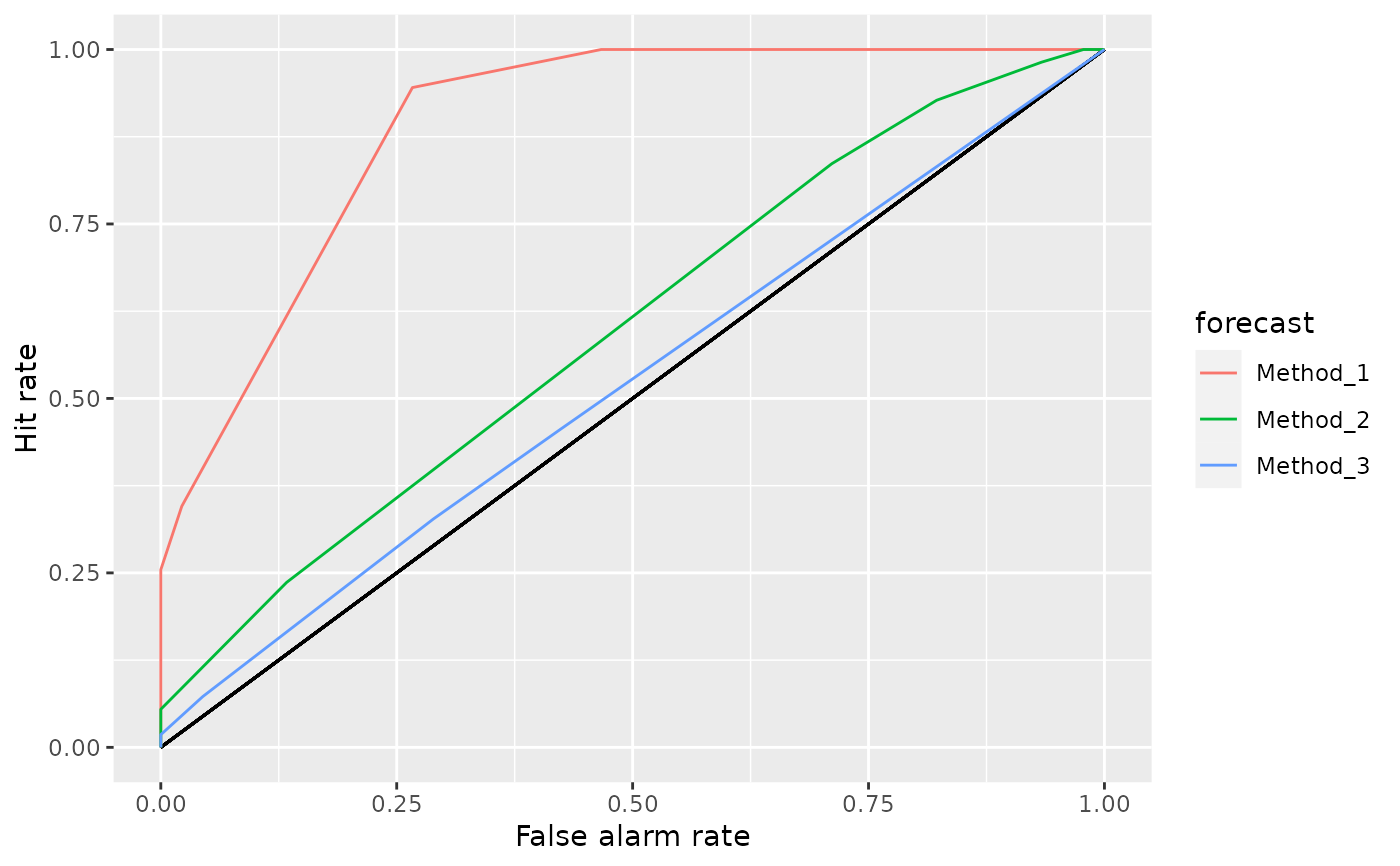 1.00
0.75
0.50
0.25
0.00
Hit rate
0.00 0.25 0.50 0.75 1.00
False alarm rate
forecast
Method_1
Method_2
Method_3